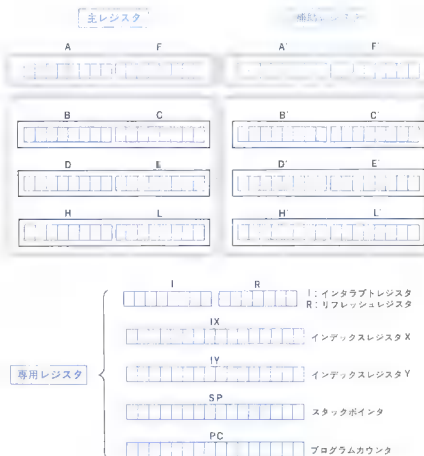 主レジスタ
A F A' F'
B C B' C'
D E D' E'
H L H' L'
I R
I：インタラプトレジスタ
R：リフレッシュレジスタ
IX
インデックスレジスタX
IY
インデックスレジスタY
専用レジスタ
SP
スタックポインタ
PC
プログラムカウンタ